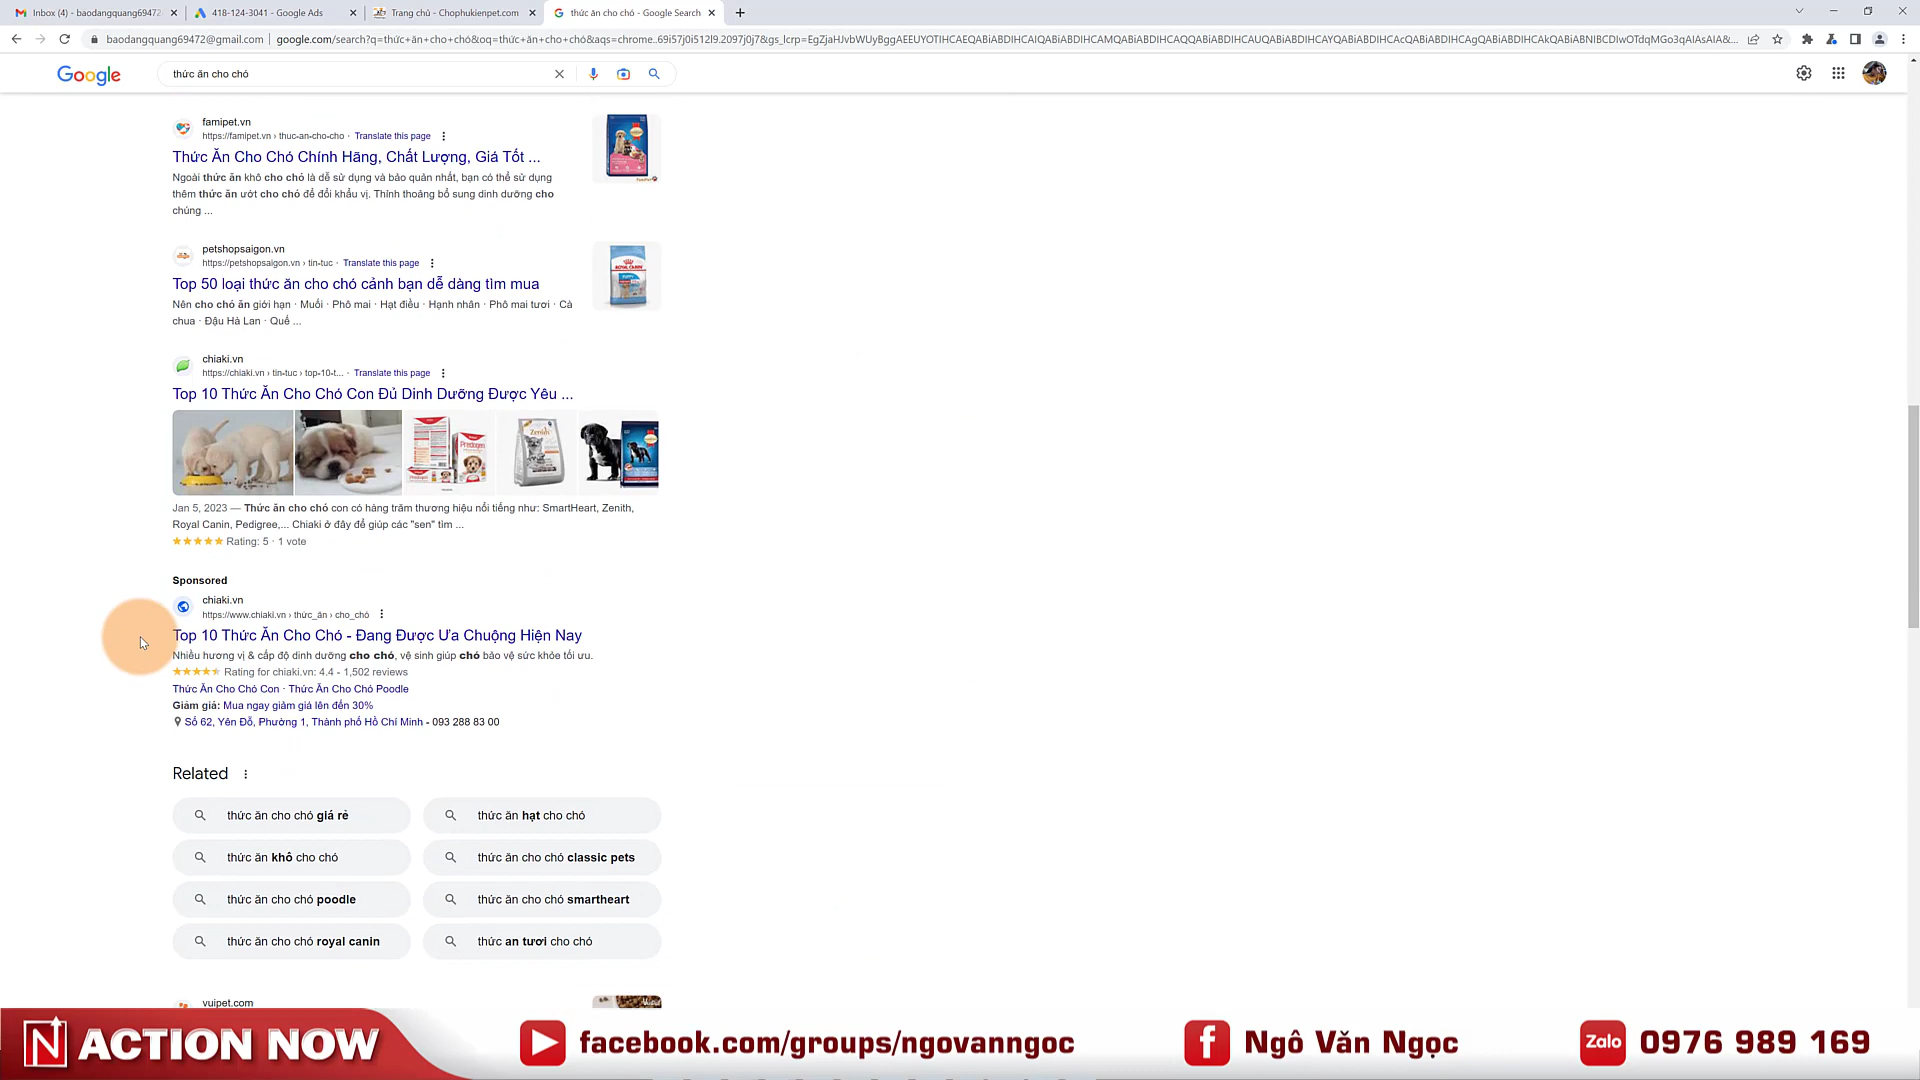 Inbox (4) - baodangquang69472
418-124-3041 - Google Ads
Trang chủ - Chophukienpet.com
thức ăn cho chó - Google Search
baodangquang69472@gmail.com
Google
thức ăn cho chó
famipet.vn
https://famipet.vn › thuc-an-cho-cho · Translate this page
Thức Ăn Cho Chó Chính Hãng, Chất Lượng, Giá Tốt ...
Ngoài thức ăn khô cho chó là dễ sử dụng và bảo quản nhất, bạn có thể sử dụng
thêm thức ăn ướt cho chó để đổi khẩu vị. Thỉnh thoảng bổ sung dinh dưỡng cho
chúng ...
petshopsaigon.vn
https://petshopsaigon.vn › tin-tuc · Translate this page
Top 50 loại thức ăn cho chó cảnh bạn dễ dàng tìm mua
Nên cho chó ăn giới hạn · Muối · Phô mai · Hạt điều · Hạnh nhân · Phô mai tươi · Cà
chua · Đậu Hà Lan · Quế ...
chiaki.vn
https://chiaki.vn › tin-tuc › top-10-t... · Translate this page
Top 10 Thức Ăn Cho Chó Con Đủ Dinh Dưỡng Được Yêu ...
Jan 5, 2023 — Thức ăn cho chó con có hàng trăm thương hiệu nổi tiếng như: SmartHeart, Zenith,
Royal Canin, Pedigree,... Chiaki ở đây để giúp các "sen" tìm ...
Rating: 5 · 1 vote
Sponsored
chiaki.vn
https://www.chiaki.vn › thức_ăn › cho_chó
Top 10 Thức Ăn Cho Chó - Đang Được Ưa Chuộng Hiện Nay
Nhiều hương vị & cấp độ dinh dưỡng cho chó, vệ sinh giúp chó bảo vệ sức khỏe tối ưu.
Rating for chiaki.vn: 4.4 - 1,502 reviews
Thức Ăn Cho Chó Con · Thức Ăn Cho Chó Poodle
Giảm giá: Mua ngay giảm giá lên đến 30%
Số 62, Yên Đỗ, Phường 1, Thành phố Hồ Chí Minh - 093 288 83 00
Related
thức ăn cho chó giá rẻ
thức ăn hạt cho chó
thức ăn khô cho chó
thức ăn cho chó classic pets
thức ăn cho chó poodle
thức ăn cho chó smartheart
thức ăn cho chó royal canin
thức an tươi cho chó
vuipet.com
N ACTION NOW
facebook.com/groups/ngovanngoc
Ngô Văn Ngọc
Zalo 0976 989 169